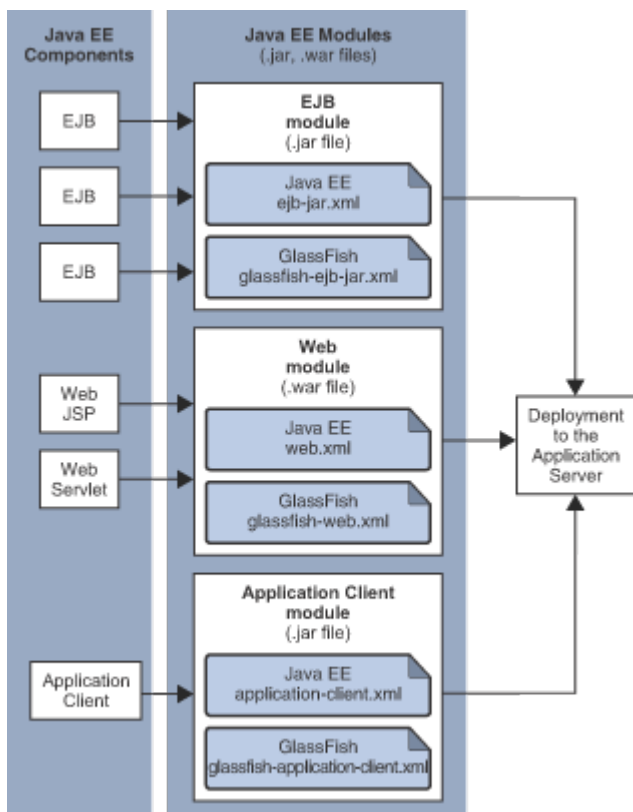 Java EE
Components
Java EE Modules
(.jar, .war files)
EJB
EJB
EJB
EJB
module
(.jar file)
Java EE
ejb-jar.xml
GlassFish
glassfish-ejb-jar.xml
Web
JSP
Web
Servlet
Web
module
(.war file)
Java EE
web.xml
GlassFish
glassfish-web.xml
Application
Client
Application Client
module
(.jar file)
Java EE
application-client.xml
GlassFish
glassfish-application-client.xml
Deployment
to the
Application
Server